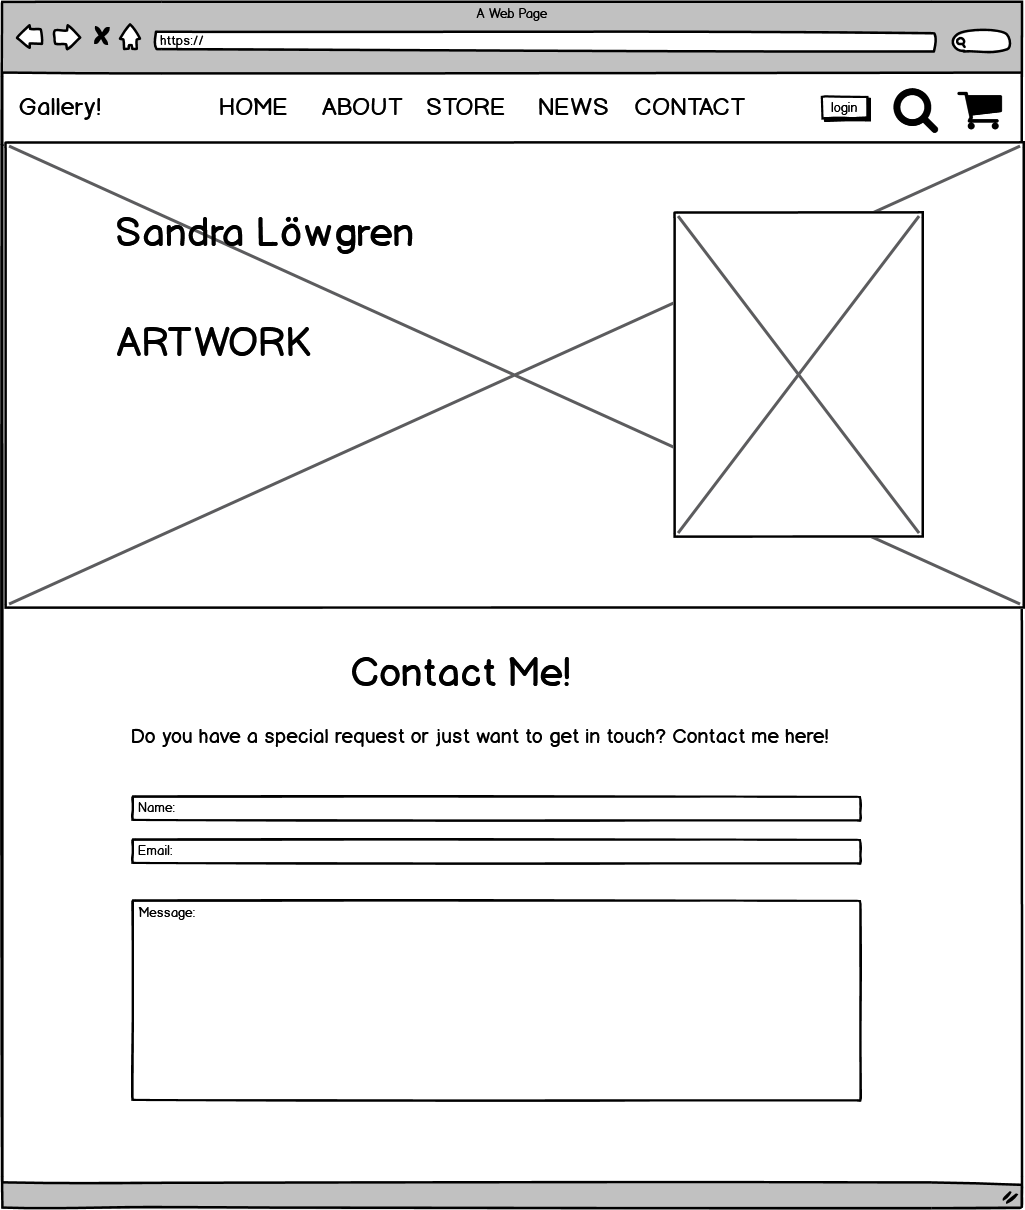 A Web Page
https://
Gallery! HOME ABOUT STORE NEWS CONTACT login
Sandra Löwgren
ARTWORK
Contact Me!
Do you have a special request or just want to get in touch? Contact me here!
Name:
Email:
Message: